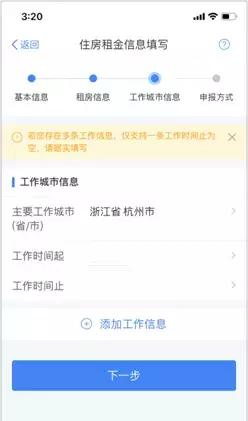 3:20
返回
住房租金信息填写
基本信息
租房信息
工作城市信息
申报方式
若您存在多条工作信息，仅支持一条工作时间止为
空，请据实填写
工作城市信息
主要工作城市
(省/市)
浙江省 杭州市
工作时间起
工作时间止
添加工作信息
下一步